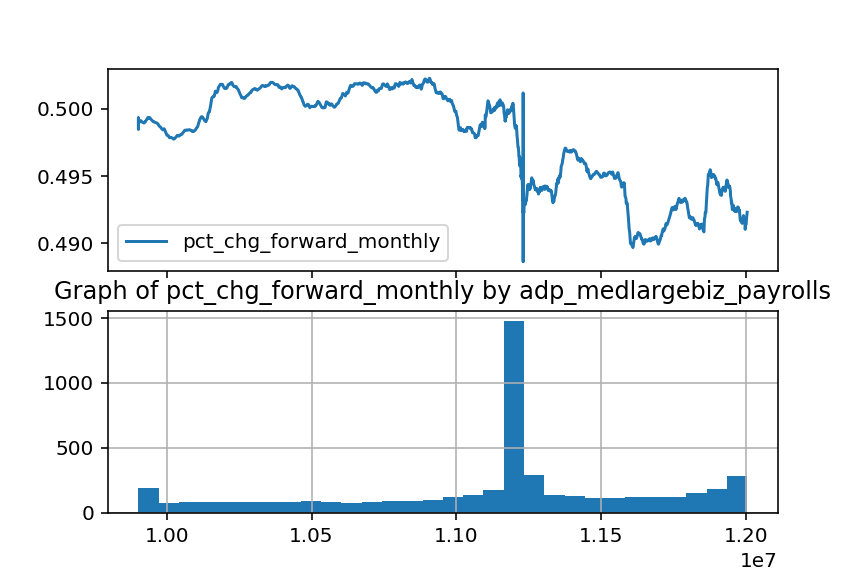 0.500
0.495
0.490
pct_chg_forward_monthly
Graph of pct_chg_forward_monthly by adp_medlargebiz_payrolls
1500
1000
500
0
1.00 1.05 1.10 1.15 1.20
1e7